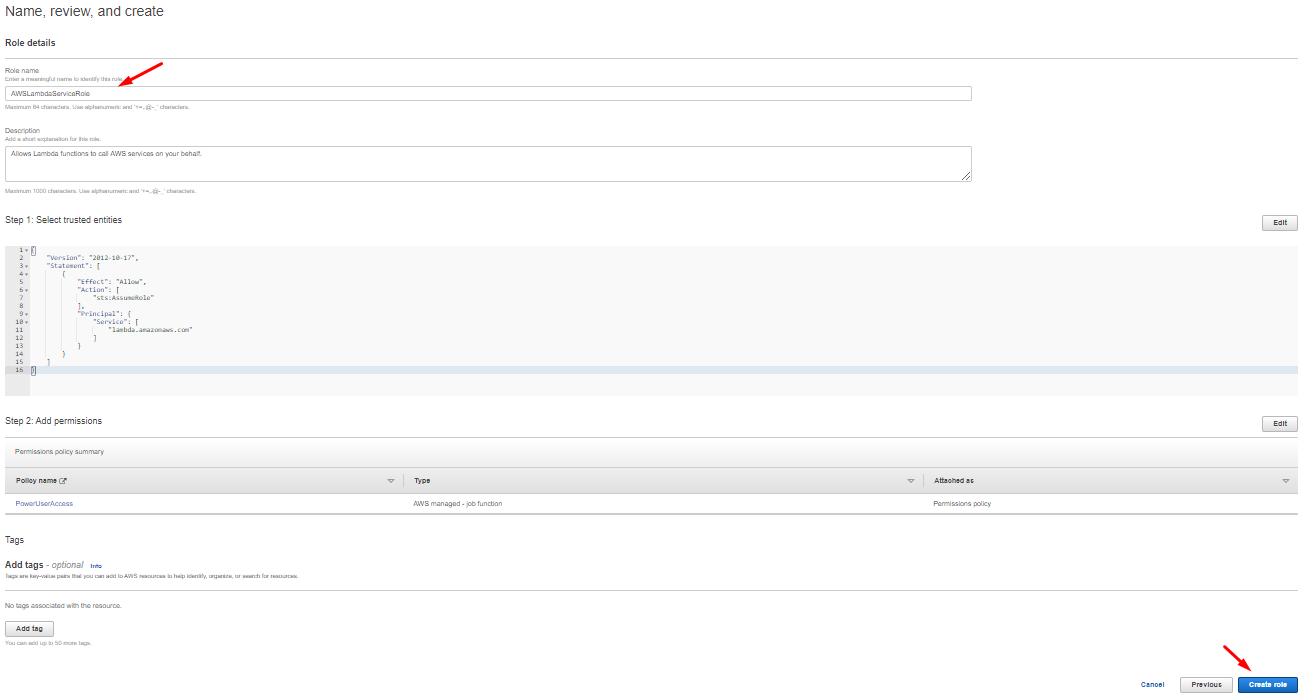 Name, review, and create
Role details
Role name
Enter a meaningful name to identify this role.
AWSLambdaServiceRole
Maximum 64 characters. Use alphanumeric and '+=,.@-_' characters.
Description
Add a short explanation for this role.
Allows Lambda functions to call AWS services on your behalf.
Maximum 1000 characters. Use alphanumeric and '+=,.@-_' characters.
Step 1: Select trusted entities
Edit
1 {
2 "Version": "2012-10-17",
3 "Statement": [
4 {
5 "Effect": "Allow",
6 "Action": [
7 "sts:AssumeRole"
8 ],
9 "Principal": {
10 "Service": [
11 "lambda.amazonaws.com"
12 ]
13 }
14 }
15 ]
16 }
Step 2: Add permissions
Edit
Permissions policy summary
Policy name Type Attached as
PowerUserAccess AWS managed - job function Permissions policy
Tags
Add tags - optional Info
Tags are key-value pairs that you can add to AWS resources to help identify, organize, or search for resources.
No tags associated with the resource.
Add tag
You can add up to 50 more tags.
Cancel Previous Create role